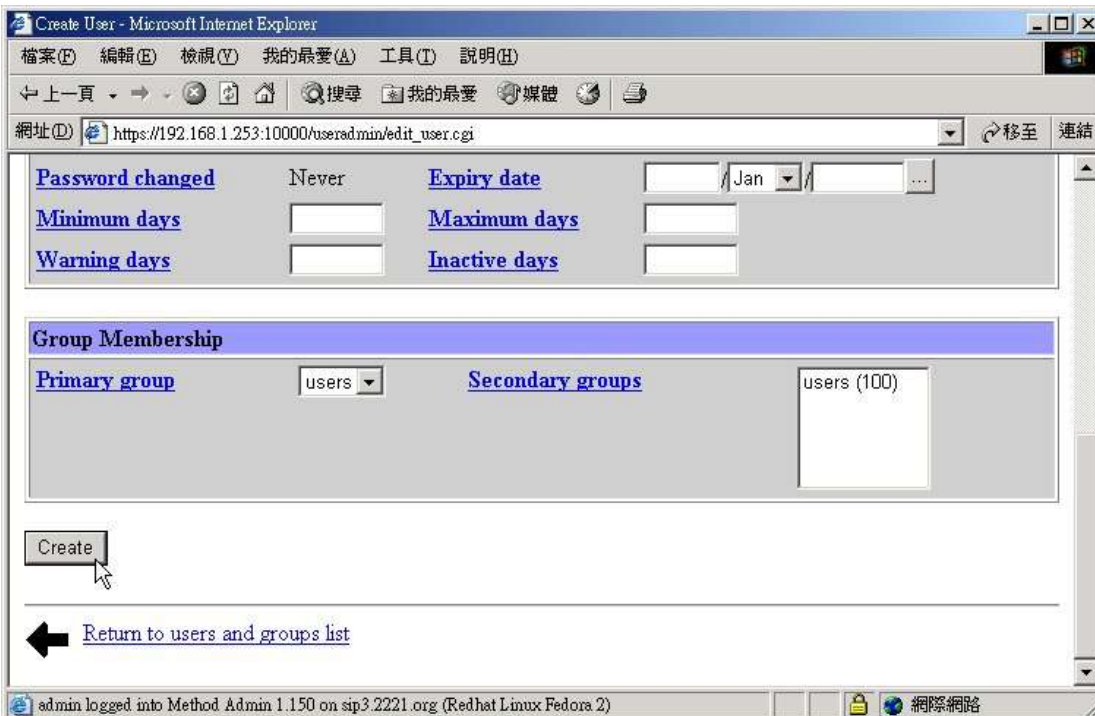 Create User - Microsoft Internet Explorer
檔案(F) 編輯(E) 檢視(V) 我的最愛(A) 工具(T) 說明(H)
上一頁 搜尋 我的最愛 媒體
網址(D) https://192.168.1.253:10000/useradmin/edit_user.cgi 移至 連結
Password changed Never Expiry date / Jan / ...
Minimum days Maximum days
Warning days Inactive days
Group Membership
Primary group users Secondary groups users (100)
Create
Return to users and groups list
admin logged into Method Admin 1.150 on sip3.2221.org (Redhat Linux Fedora 2) 網際網路